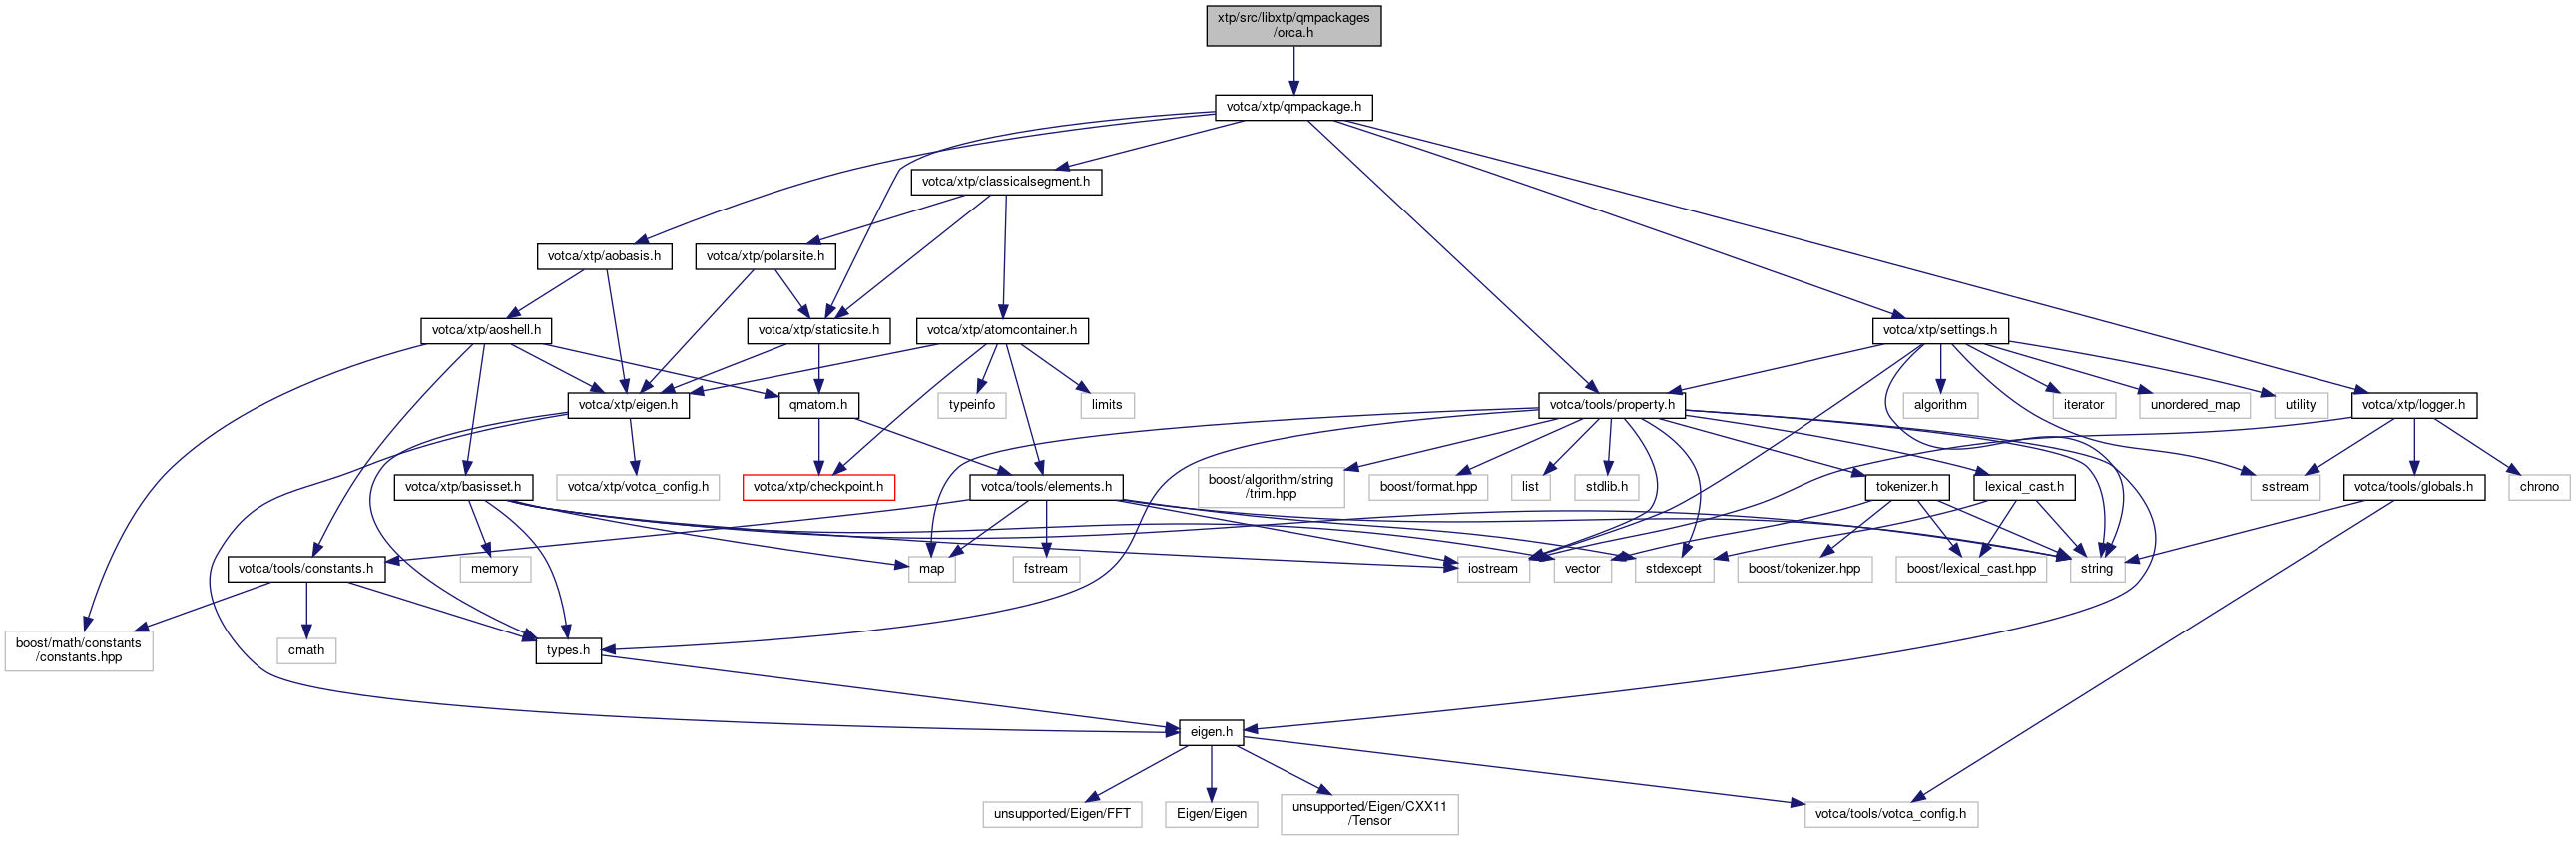 xtp/src/libxtp/qmpackages
/orca.h
votca/xtp/qmpackage.h
votca/xtp/classicalsegment.h
votca/xtp/aobasis.h
votca/xtp/polarsite.h
votca/xtp/aoshell.h
votca/xtp/staticsite.h
votca/xtp/atomcontainer.h
votca/xtp/settings.h
votca/xtp/eigen.h
qmatom.h
typeinfo
limits
votca/tools/property.h
algorithm
iterator
unordered_map
utility
votca/xtp/logger.h
votca/xtp/basisset.h
votca/xtp/votca_config.h
votca/xtp/checkpoint.h
votca/tools/elements.h
boost/algorithm/string
/trim.hpp
boost/format.hpp
list
stdlib.h
tokenizer.h
lexical_cast.h
sstream
votca/tools/globals.h
chrono
votca/tools/constants.h
memory
map
fstream
iostream
vector
stdexcept
boost/tokenizer.hpp
boost/lexical_cast.hpp
string
boost/math/constants
/constants.hpp
cmath
types.h
eigen.h
unsupported/Eigen/FFT
Eigen/Eigen
unsupported/Eigen/CXX11
/Tensor
votca/tools/votca_config.h